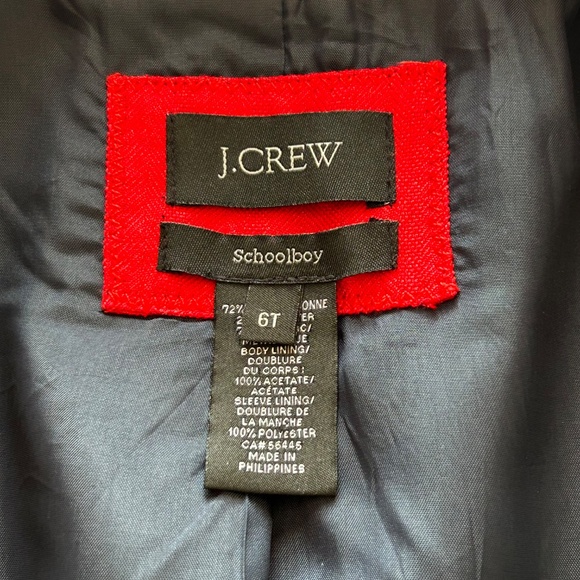 J.CREW
Schoolboy
6T
72%
BODY LINING/
DOUBLURE
DU CORPS:
100% ACETATE/
ACÉTATE
SLEEVE LINING/
DOUBLURE DE
LA MANCHE
100% POLYESTER
CA#56445
MADE IN
PHILIPPINES